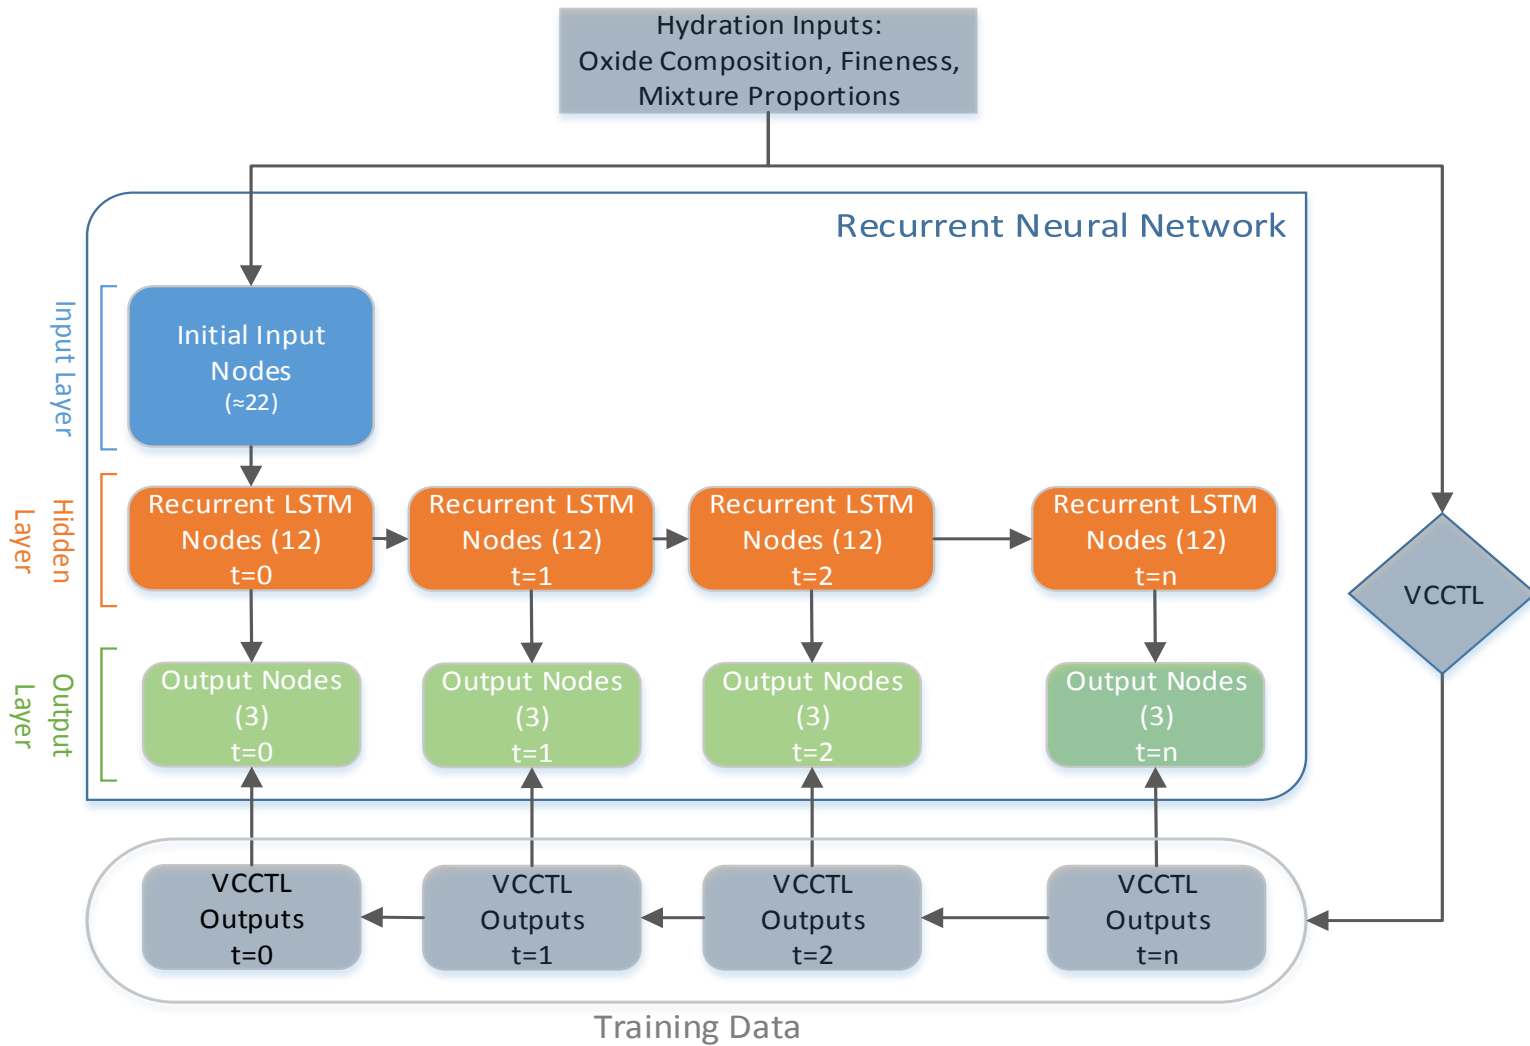 Hydration Inputs:
Oxide Composition, Fineness,
Mixture Proportions
Recurrent Neural Network
Input Layer
Initial Input
Nodes
(≈22)
Hidden
Layer
Recurrent LSTM
Nodes (12)
t=0
Recurrent LSTM
Nodes (12)
t=1
Recurrent LSTM
Nodes (12)
t=2
Recurrent LSTM
Nodes (12)
t=n
VCCTL
Output
Layer
Output Nodes
(3)
t=0
Output Nodes
(3)
t=1
Output Nodes
(3)
t=2
Output Nodes
(3)
t=n
VCCTL
Outputs
t=0
VCCTL
Outputs
t=1
VCCTL
Outputs
t=2
VCCTL
Outputs
t=n
Training Data